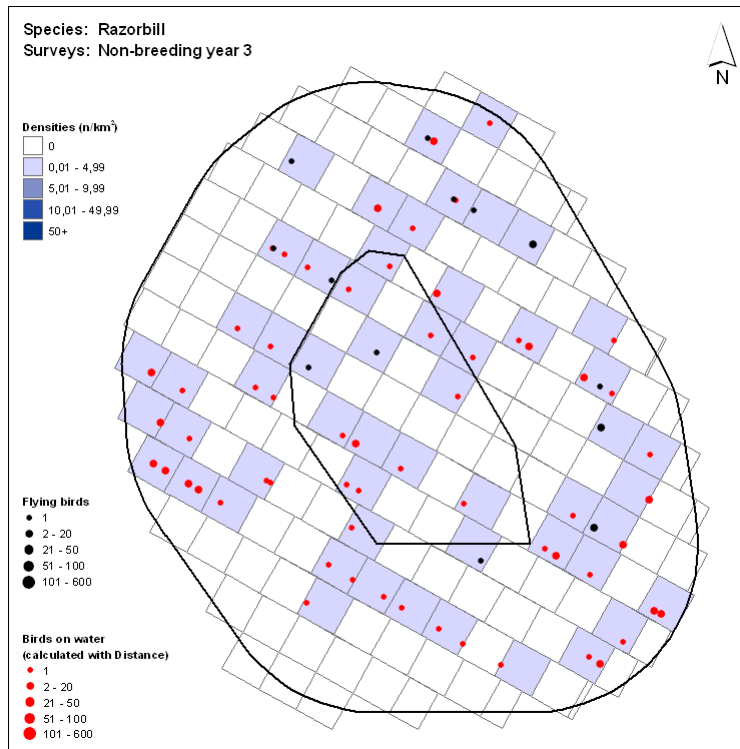 Species: Razorbill
Surveys: Non-breeding year 3
N
Densities (n/km²)
0
0,01 - 4,99
5,01 - 9,99
10,01 - 49,99
50+
Flying birds
1
2 - 20
21 - 50
51 - 100
101 - 600
Birds on water
(calculated with Distance)
1
2 - 20
21 - 50
51 - 100
101 - 600